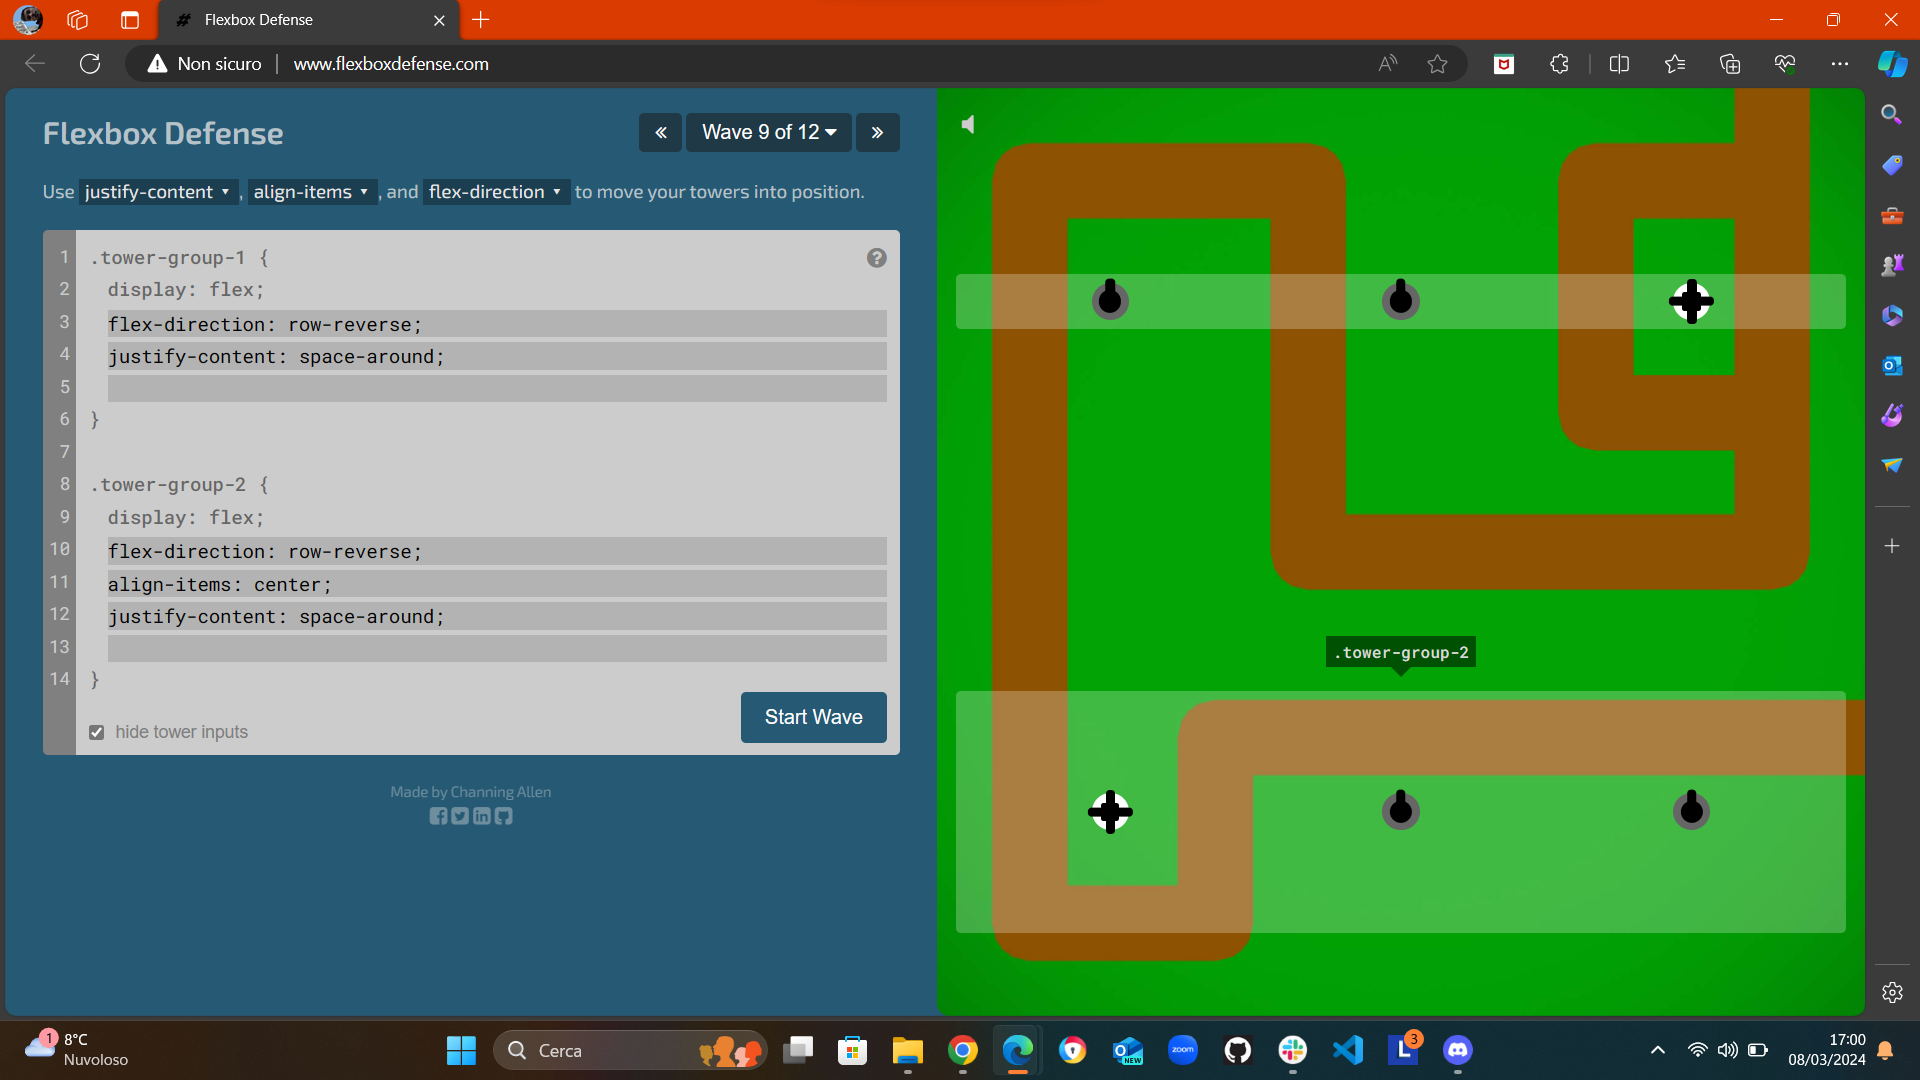 Flexbox Defense
Non sicuro
www.flexboxdefense.com
Flexbox Defense
Wave 9 of 12
Use justify-content, align-items, and flex-direction to move your towers into position.
1 .tower-group-1 {
2 display: flex;
3 flex-direction: row-reverse;
4 justify-content: space-around;
5
6 }
7
8 .tower-group-2 {
9 display: flex;
10 flex-direction: row-reverse;
11 align-items: center;
12 justify-content: space-around;
13
14 }
hide tower inputs
Start Wave
Made by Channing Allen
.tower-group-2
1
8°C
Nuvoloso
Cerca
NEW
zoom
L
3
17:00
08/03/2024